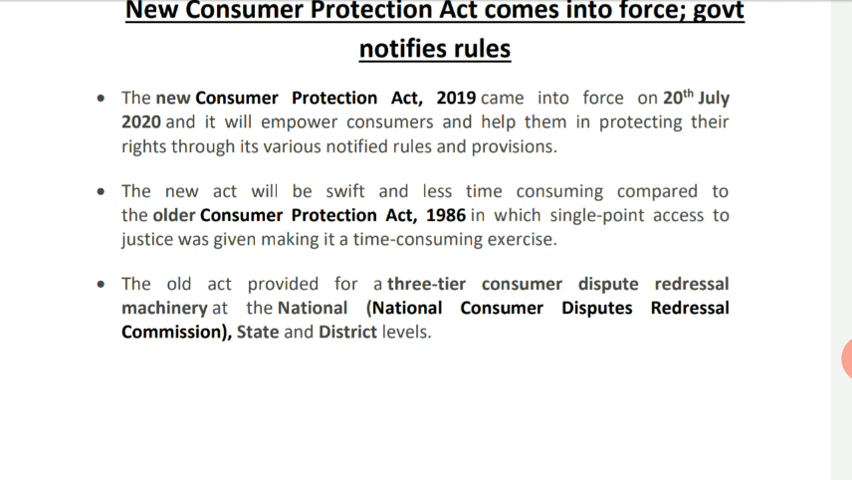 New Consumer Protection Act comes into force; govt
notifies rules
• The new Consumer Protection Act, 2019 came into force on 20th July
2020 and it will empower consumers and help them in protecting their
rights through its various notified rules and provisions.
• The new act will be swift and less time consuming compared to
the older Consumer Protection Act, 1986 in which single-point access to
justice was given making it a time-consuming exercise.
• The old act provided for a three-tier consumer dispute redressal
machinery at the National (National Consumer Disputes Redressal
Commission), State and District levels.